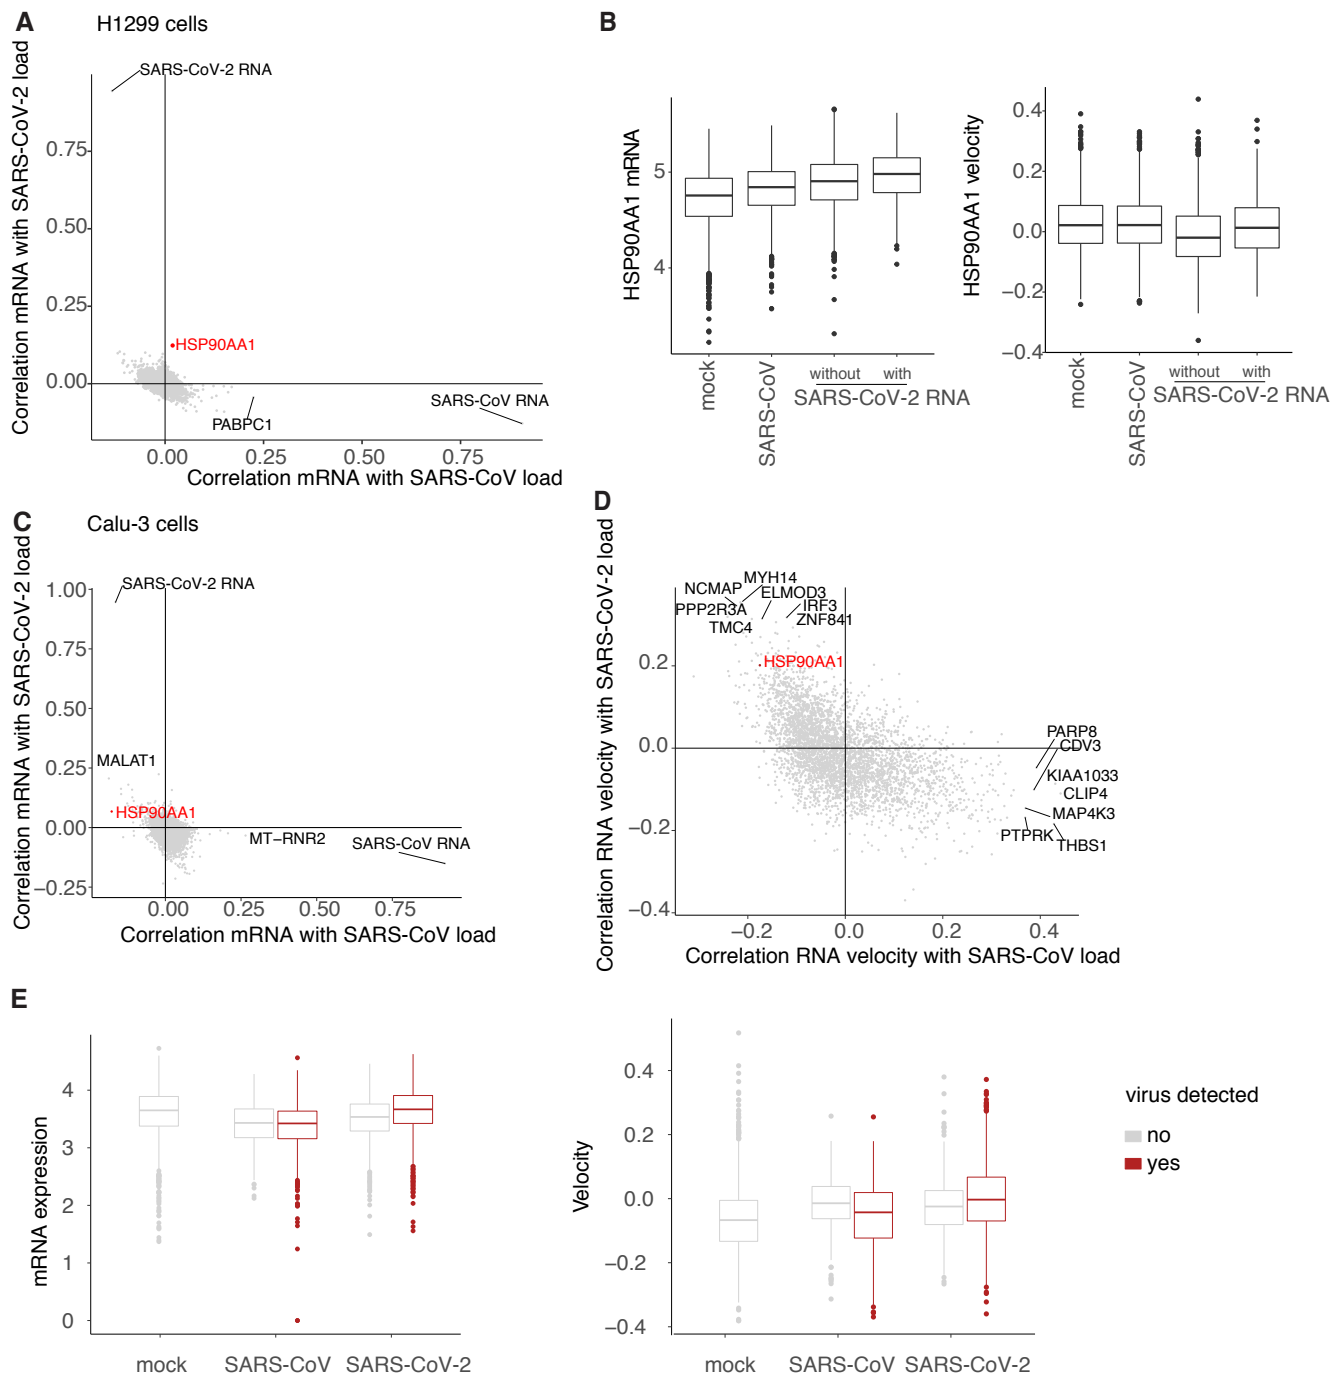 A
H1299 cells
Correlation mRNA with SARS-CoV-2 load
SARS-CoV-2 RNA
0.75
0.50
0.25
0.00
HSP90AA1
PABPC1
SARS-CoV RNA
0.00
0.25
0.50
0.75
Correlation mRNA with SARS-CoV load
B
HSP90AA1 mRNA
5
4
mock
SARS-CoV
without
with
SARS-CoV-2 RNA
HSP90AA1 velocity
0.4
0.2
0.0
−0.2
−0.4
mock
SARS-CoV
without
with
SARS-CoV-2 RNA
C
Calu-3 cells
Correlation mRNA with SARS-CoV-2 load
1.00
0.75
0.50
0.25
0.00
−0.25
SARS-CoV-2 RNA
MALAT1
HSP90AA1
MT−RNR2
SARS-CoV RNA
0.00
0.25
0.50
0.75
Correlation mRNA with SARS-CoV load
D
Correlation RNA velocity with SARS-CoV-2 load
0.2
0.0
−0.2
−0.4
NCMAP
MYH14
PPP2R3A
ELMOD3
TMC4
IRF3
ZNF841
HSP90AA1
PARP8
CDV3
KIAA1033
CLIP4
MAP4K3
PTPRK
THBS1
−0.2
0.0
0.2
0.4
Correlation RNA velocity with SARS-CoV load
E
mRNA expression
4
3
2
1
0
mock
SARS-CoV
SARS-CoV-2
Velocity
0.4
0.2
0.0
−0.2
−0.4
mock
SARS-CoV
SARS-CoV-2
virus detected
no
yes